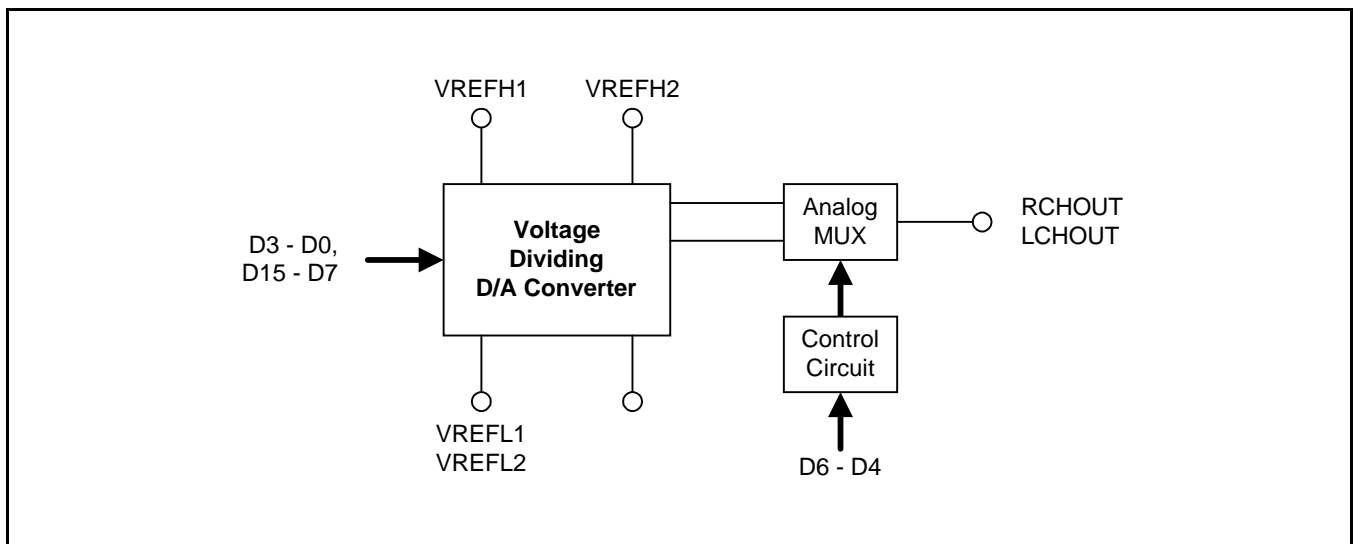 VREFH1
VREFH2
Voltage
Dividing
D/A Converter
Analog
MUX
RCHOUT
LCHOUT
D3 - D0,
D15 - D7
Control
Circuit
VREFL1
VREFL2
D6 - D4